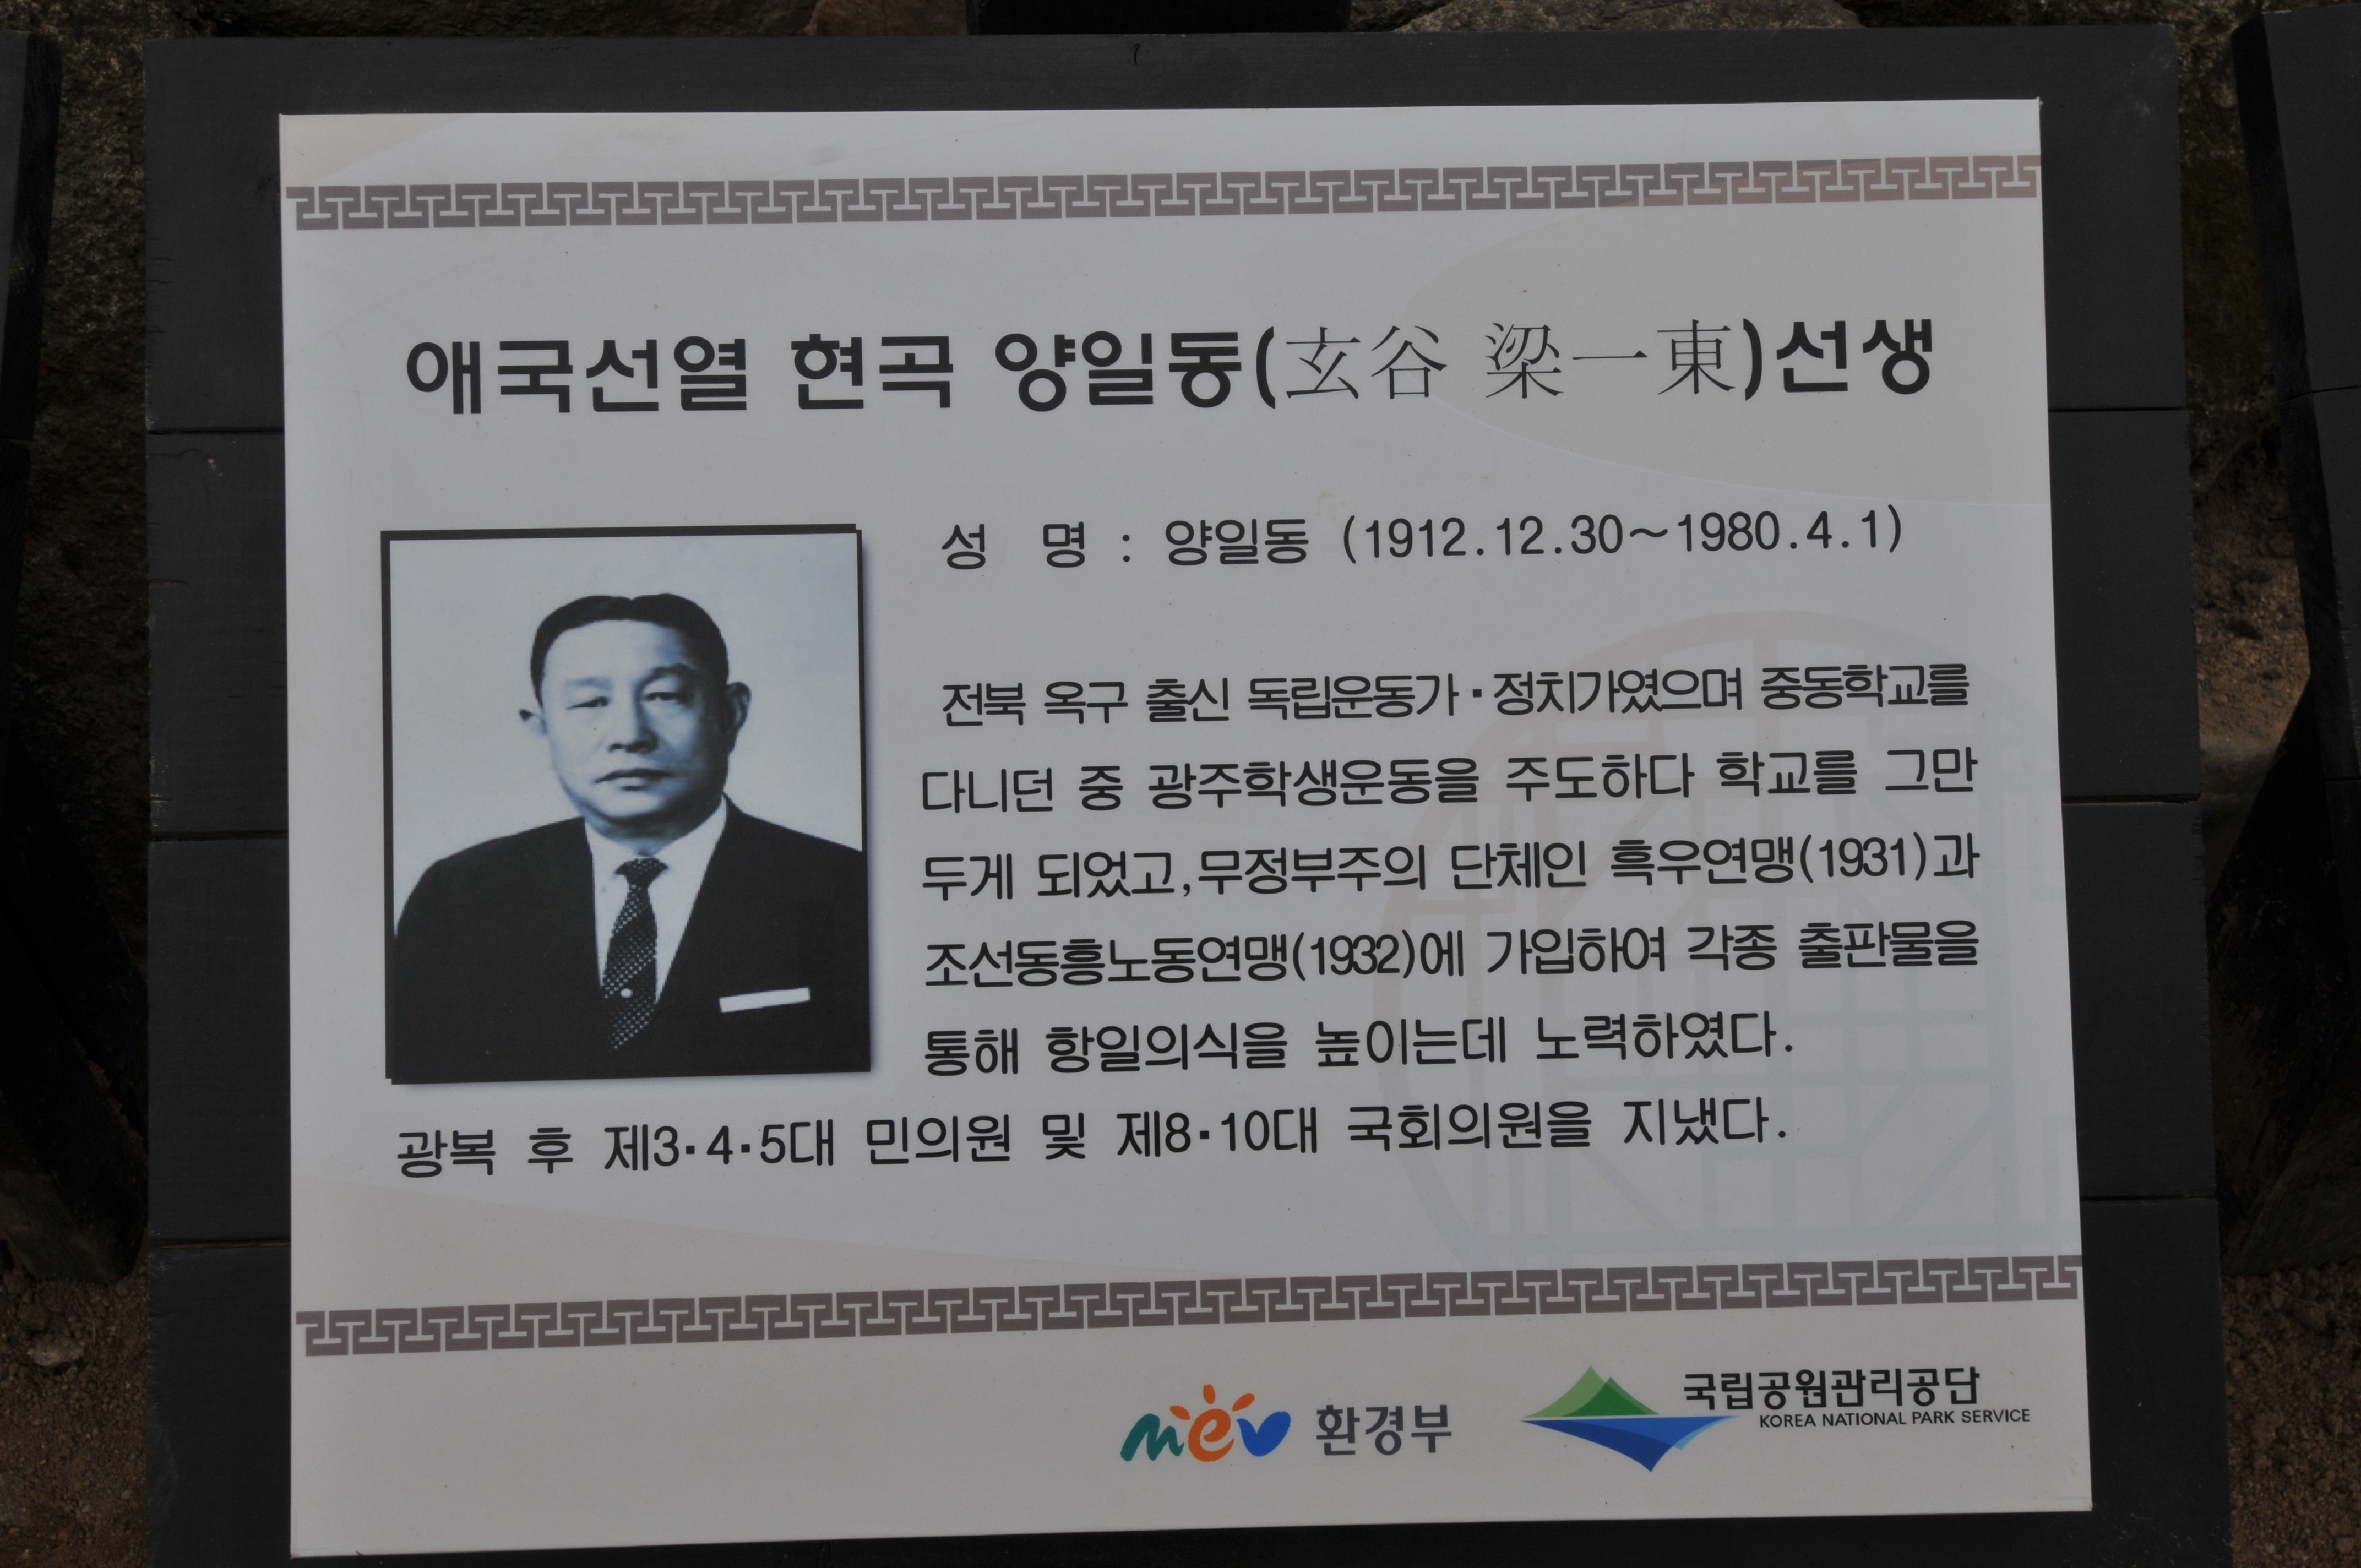 애국선열 현곡 양일동(玄谷 梁一東)선생
성 명 : 양일동 (1912.12.30~1980.4.1)
전북 옥구 출신 독립운동가·정치가였으며 중동학교를
다니던 중 광주학생운동을 주도하다 학교를 그만
두게 되었고,무정부주의 단체인 흑우연맹(1931)과
조선동흥노동연맹(1932)에 가입하여 각종 출판물을
통해 항일의식을 높이는데 노력하였다.
광복 후 제3·4·5대 민의원 및 제8·10대 국회의원을 지냈다.
mev 환경부
국립공원관리공단
KOREA NATIONAL PARK SERVICE